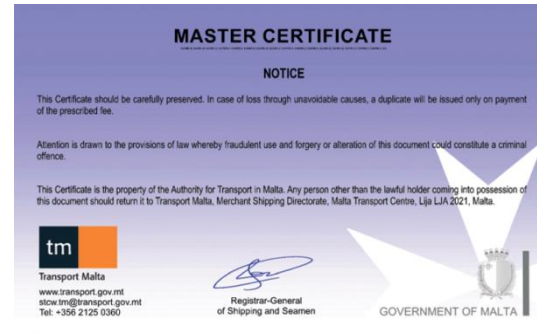 MASTER CERTIFICATE
NOTICE
This Certificate should be carefully preserved. In case of loss through unavoidable causes, a duplicate will be issued only on payment
of the prescribed fee.
Attention is drawn to the provisions of law whereby fraudulent use and forgery or alteration of this document could constitute a criminal
offence.
This Certificate is the property of the Authority for Transport in Malta. Any person other than the lawful holder coming into possession of
this document should return it to Transport Malta, Merchant Shipping Directorate, Malta Transport Centre, Lija LJA 2021, Malta.
tm
Transport Malta
www.transport.gov.mt
stcw.tm@transport.gov.mt
Tel: +356 2125 0360
Registrar-General
of Shipping and Seamen
GOVERNMENT OF MALTA